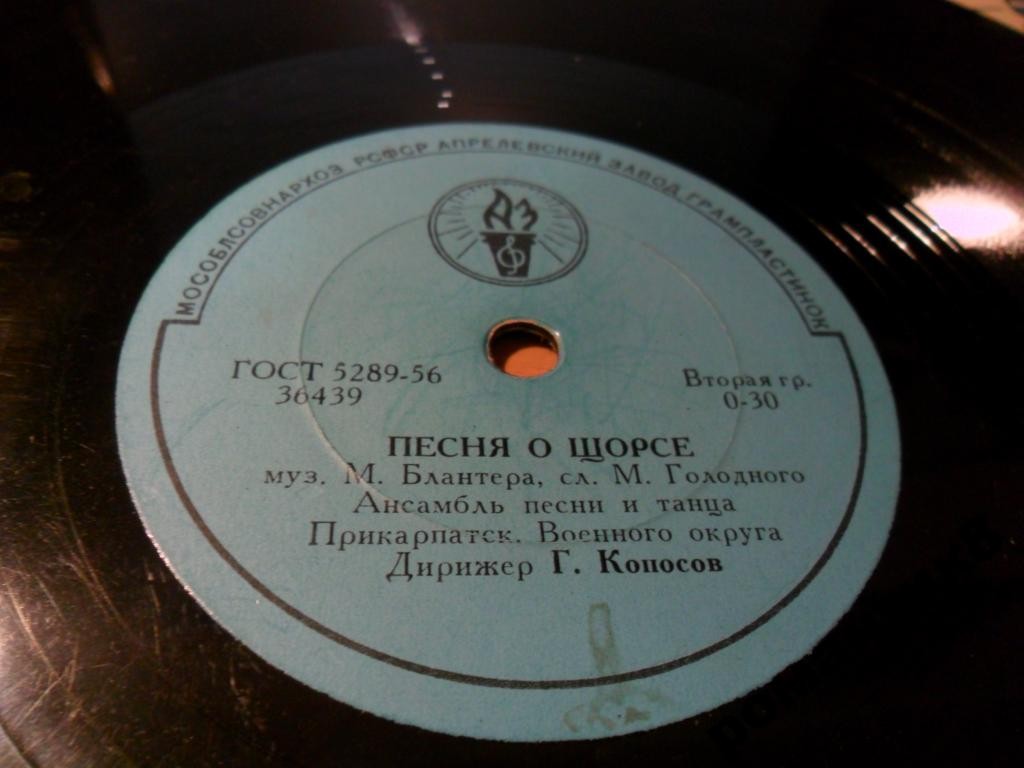 МОСОБЛСОВНАРХОЗ РСФСР АПРЕЛЕВСКИЙ ЗАВОД ГРАМПЛАСТИНОК
АЗ
ГОСТ 5289-56
36439
Вторая гр.
0-30
ПЕСНЯ О ЩОРСЕ
муз. М. Блантера, сл. М. Голодного
Ансамбль песни и танца
Прикарпатск. Военного округа
Дирижер Г. Копосов